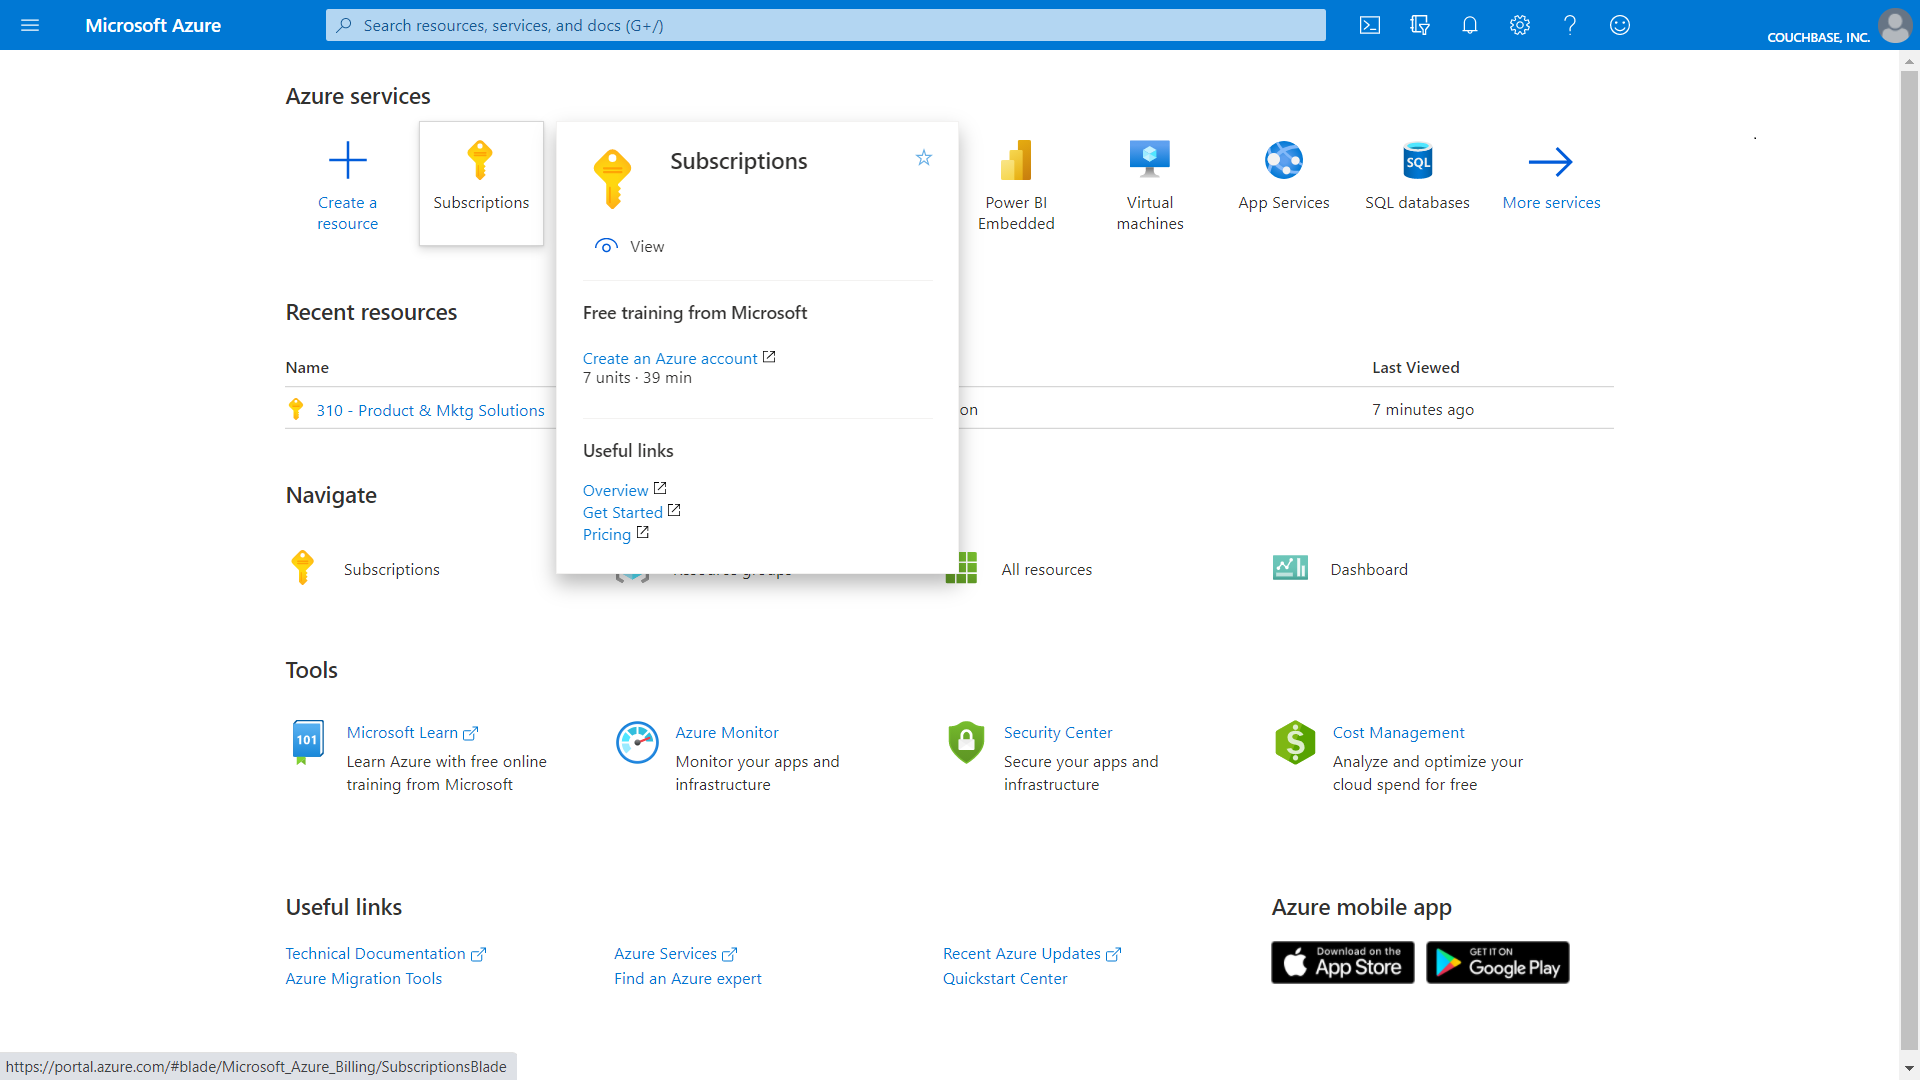 Microsoft Azure
Search resources, services, and docs (G+/)
COUCHBASE, INC.
Azure services
Create a
resource
Subscriptions
Subscriptions
View
Free training from Microsoft
Create an Azure account
7 units · 39 min
Useful links
Overview
Get Started
Pricing
Power BI
Embedded
Virtual
machines
SQL
App Services
SQL databases
More services
Recent resources
Name
Last Viewed
310 - Product & Mktg Solutions
on
7 minutes ago
Navigate
Subscriptions
Resource groups
All resources
Dashboard
Tools
101
Microsoft Learn
Learn Azure with free online
training from Microsoft
Azure Monitor
Monitor your apps and
infrastructure
Security Center
Secure your apps and
infrastructure
$
Cost Management
Analyze and optimize your
cloud spend for free
Useful links
Technical Documentation
Azure Migration Tools
Azure Services
Find an Azure expert
Recent Azure Updates
Quickstart Center
Azure mobile app
Download on the
App Store
GET IT ON
Google Play
https://portal.azure.com/#blade/Microsoft_Azure_Billing/SubscriptionsBlade